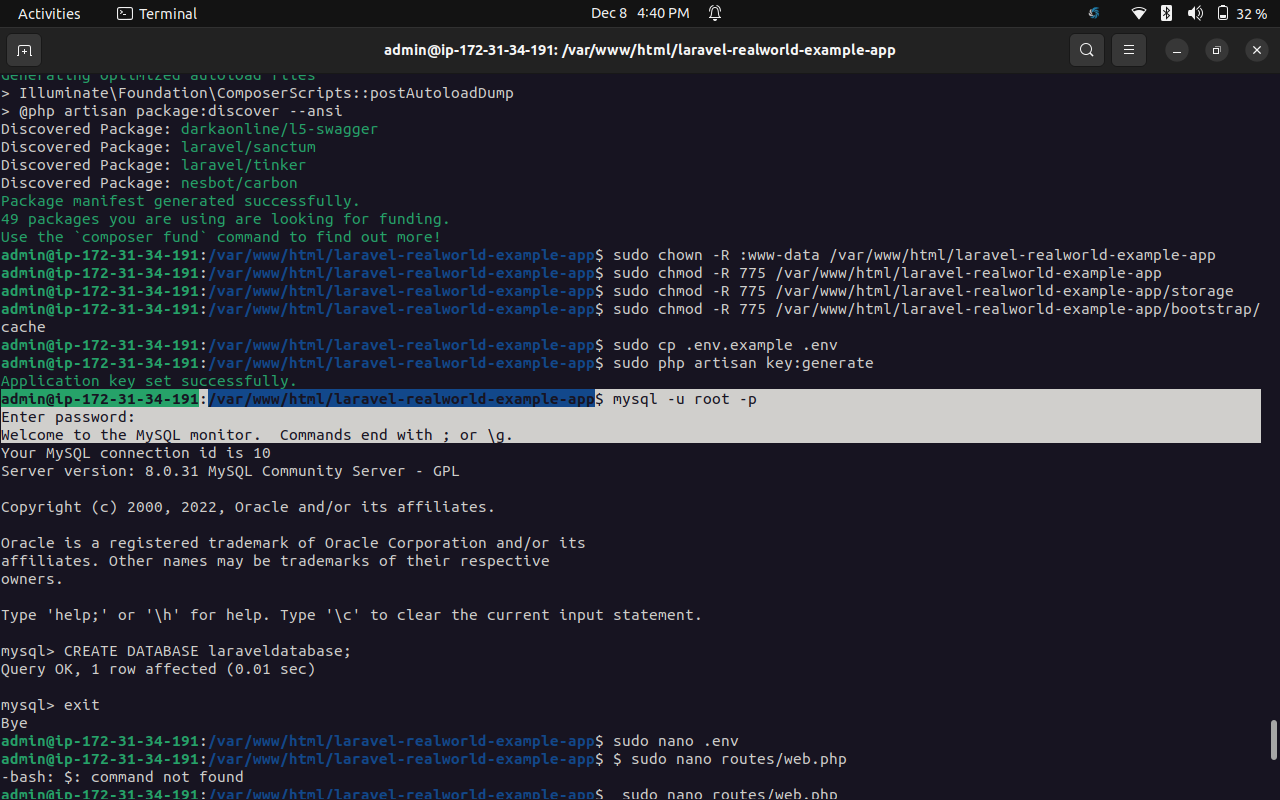 Activities Terminal Dec 8 4:40 PM 32 %
admin@ip-172-31-34-191: /var/www/html/laravel-realworld-example-app
Generating optimized autoload files
> Illuminate\Foundation\ComposerScripts::postAutoloadDump
> @php artisan package:discover --ansi
Discovered Package: darkaonline/l5-swagger
Discovered Package: laravel/sanctum
Discovered Package: laravel/tinker
Discovered Package: nesbot/carbon
Package manifest generated successfully.
49 packages you are using are looking for funding.
Use the `composer fund` command to find out more!
admin@ip-172-31-34-191:/var/www/html/laravel-realworld-example-app$ sudo chown -R :www-data /var/www/html/laravel-realworld-example-app
admin@ip-172-31-34-191:/var/www/html/laravel-realworld-example-app$ sudo chmod -R 775 /var/www/html/laravel-realworld-example-app
admin@ip-172-31-34-191:/var/www/html/laravel-realworld-example-app$ sudo chmod -R 775 /var/www/html/laravel-realworld-example-app/storage
admin@ip-172-31-34-191:/var/www/html/laravel-realworld-example-app$ sudo chmod -R 775 /var/www/html/laravel-realworld-example-app/bootstrap/
cache
admin@ip-172-31-34-191:/var/www/html/laravel-realworld-example-app$ sudo cp .env.example .env
admin@ip-172-31-34-191:/var/www/html/laravel-realworld-example-app$ sudo php artisan key:generate
Application key set successfully.
admin@ip-172-31-34-191:/var/www/html/laravel-realworld-example-app$ mysql -u root -p
Enter password:
Welcome to the MySQL monitor.  Commands end with ; or \g.
Your MySQL connection id is 10
Server version: 8.0.31 MySQL Community Server - GPL
Copyright (c) 2000, 2022, Oracle and/or its affiliates.
Oracle is a registered trademark of Oracle Corporation and/or its
affiliates. Other names may be trademarks of their respective
owners.
Type 'help;' or '\h' for help. Type '\c' to clear the current input statement.
mysql> CREATE DATABASE laraveldatabase;
Query OK, 1 row affected (0.01 sec)
mysql> exit
Bye
admin@ip-172-31-34-191:/var/www/html/laravel-realworld-example-app$ sudo nano .env
admin@ip-172-31-34-191:/var/www/html/laravel-realworld-example-app$ $ sudo nano routes/web.php
-bash: $: command not found
admin@ip-172-31-34-191:/var/www/html/laravel-realworld-example-app$  sudo nano routes/web.php